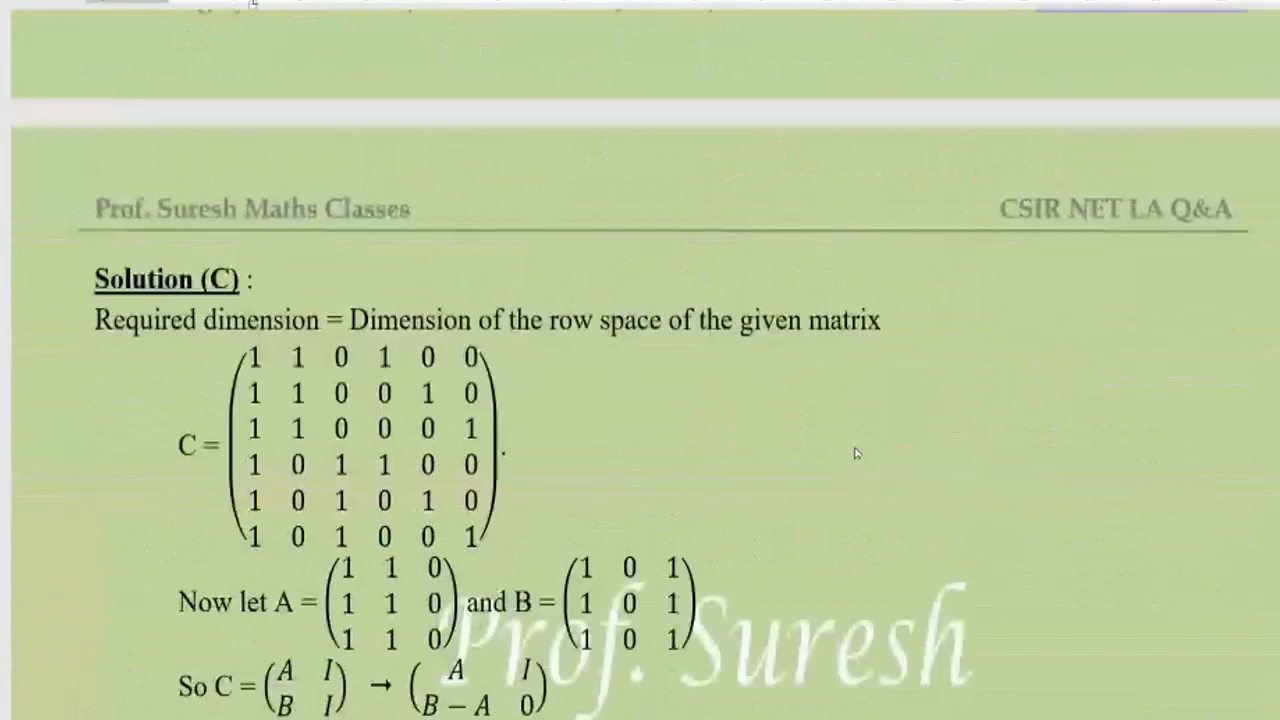 Prof. Suresh Maths Classes CSIR NET LA Q&A
Solution (C) :
Required dimension = Dimension of the row space of the given matrix
1 1 0 1 0 0
1 1 0 0 1 0
1 1 0 0 0 1
C = .
1 0 1 1 0 0
1 0 1 0 1 0
1 0 1 0 0 1
1 1 0 1 0 1
Now let A = 1 1 0 and B = 1 0 1
1 1 0 1 0 1
Prof. Suresh
A I A I
So C = →
B I B − A 0